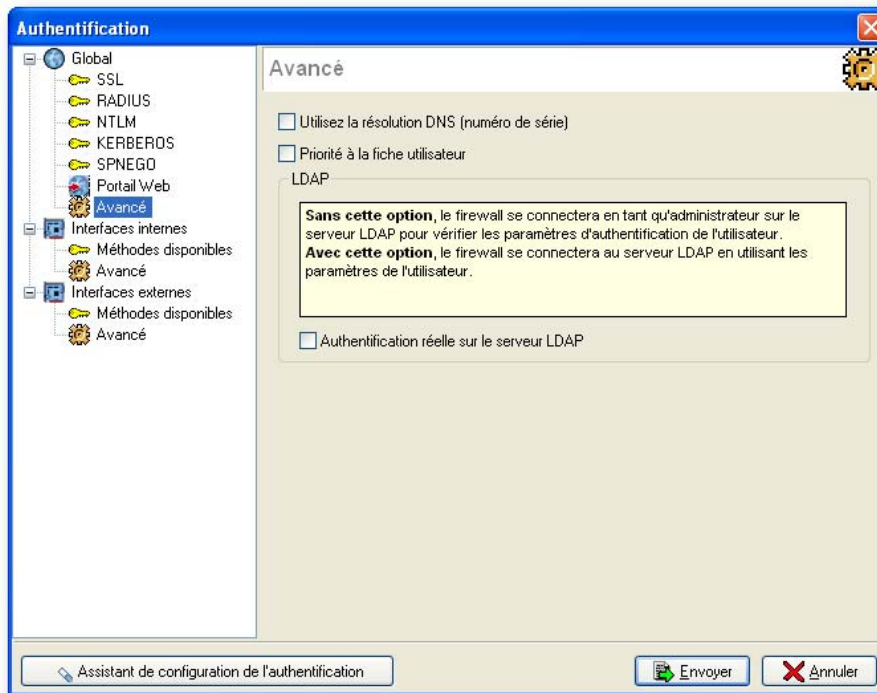 Authentification
Global
SSL
RADIUS
NTLM
KERBEROS
SPNEGO
Portail Web
Avancé
Interfaces internes
Méthodes disponibles
Avancé
Interfaces externes
Méthodes disponibles
Avancé
Avancé
Utilisez la résolution DNS (numéro de série)
Priorité à la fiche utilisateur
LDAP
Sans cette option, le firewall se connectera en tant qu'administrateur sur le
serveur LDAP pour vérifier les paramètres d'authentification de l'utilisateur.
Avec cette option, le firewall se connectera au serveur LDAP en utilisant les
paramètres de l'utilisateur.
Authentification réelle sur le serveur LDAP
Assistant de configuration de l'authentification
Envoyer
Annuler